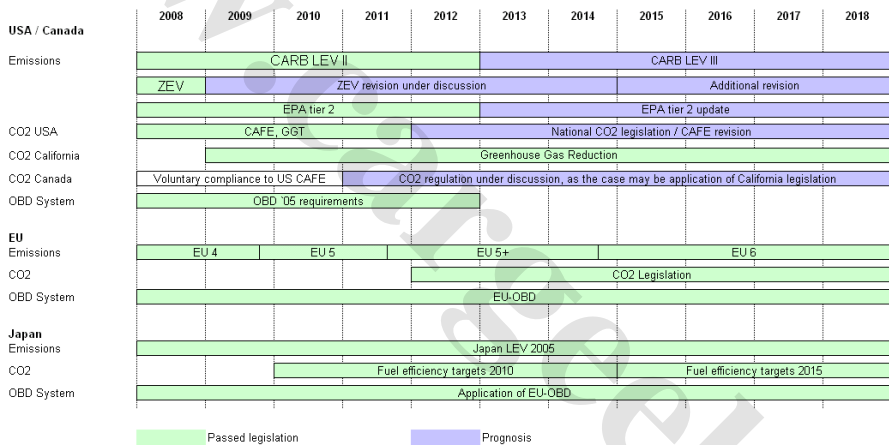 2008 2009 2010 2011 2012 2013 2014 2015 2016 2017 2018
USA / Canada
Emissions CARB LEV II CARB LEV III
ZEV ZEV revision under discussion Additional revision
EPA tier 2 EPA tier 2 update
CO2 USA CAFE, GGT National CO2 legislation / CAFE revision
CO2 California Greenhouse Gas Reduction
CO2 Canada Voluntary compliance to US CAFE CO2 regulation under discussion, as the case may be application of California legislation
OBD System OBD `05 requirements
EU
Emissions EU 4 EU 5 EU 5+ EU 6
CO2 CO2 Legislation
OBD System EU-OBD
Japan
Emissions Japan LEV 2005
CO2 Fuel efficiency targets 2010 Fuel efficiency targets 2015
OBD System Application of EU-OBD
Passed legislation Prognosis